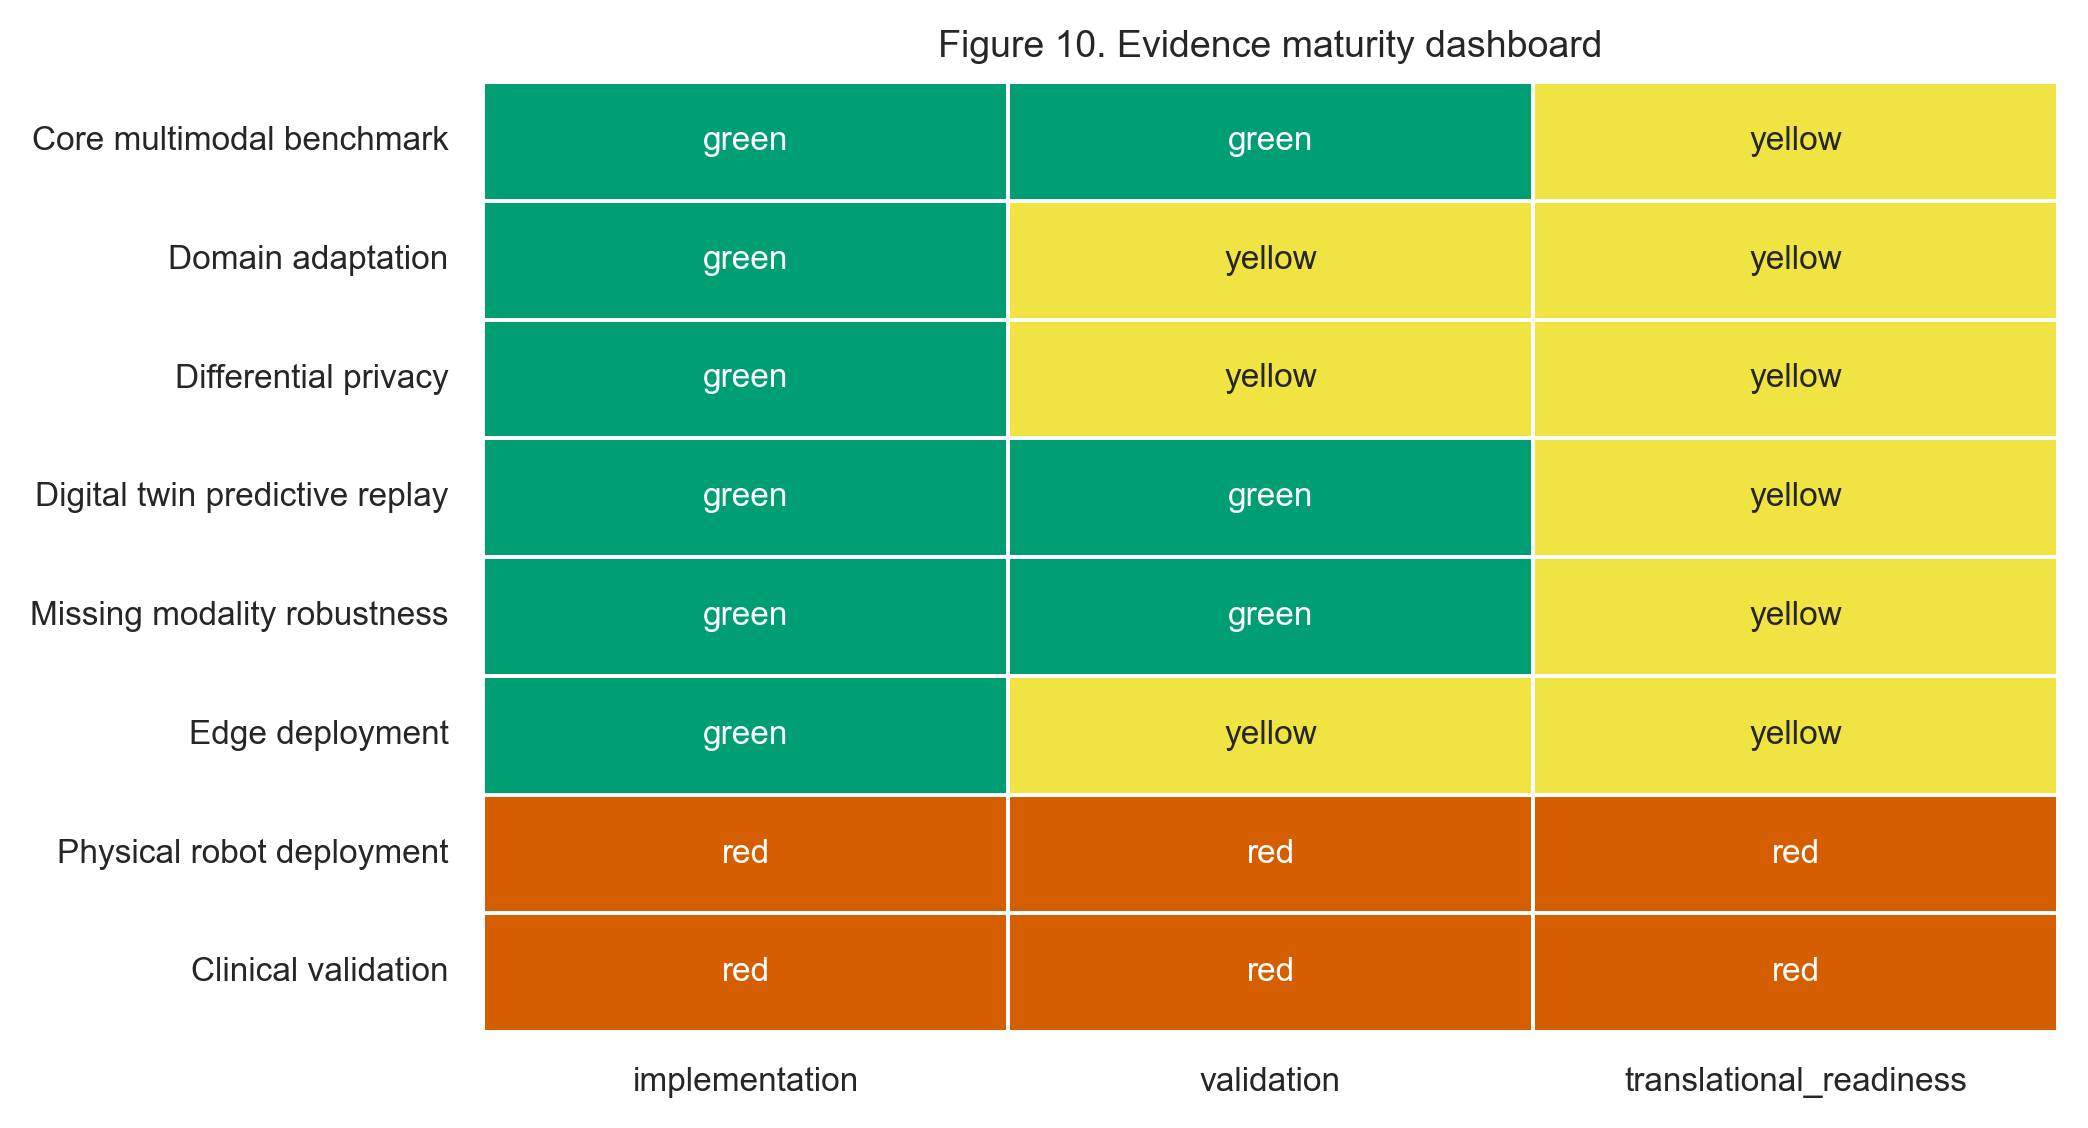 Figure 10. Evidence maturity dashboard
Core multimodal benchmark green green yellow
Domain adaptation green yellow yellow
Differential privacy green yellow yellow
Digital twin predictive replay green green yellow
Missing modality robustness green green yellow
Edge deployment green yellow yellow
Physical robot deployment red red red
Clinical validation red red red
implementation validation translational_readiness